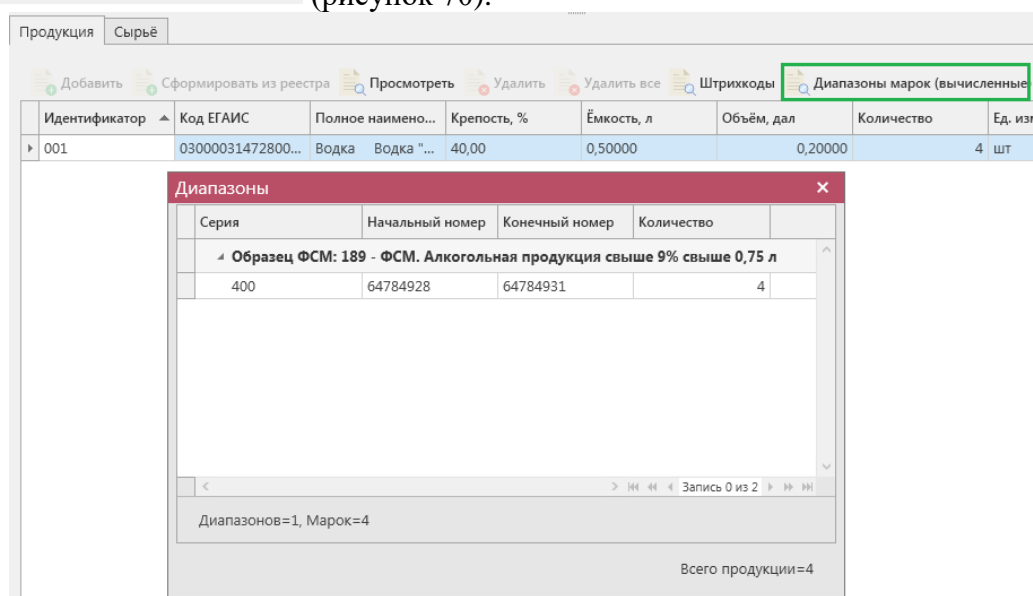 (рисунок 70).
Продукция Сырьё
Добавить Сформировать из реестра Просмотреть Удалить Удалить все Штрихкоды Диапазоны марок (вычисленные
Идентификатор Код ЕГАИС Полное наимено... Крепость, % Ёмкость, л Объём, дал Количество Ед. изм
001 03000031472800... Водка Водка "... 40,00 0,50000 0,20000 4 шт
Диапазоны
Серия Начальный номер Конечный номер Количество
Образец ФСМ: 189 - ФСМ. Алкогольная продукция свыше 9% свыше 0,75 л
400 64784928 64784931 4
Запись 0 из 2
Диапазонов=1, Марок=4
Всего продукции=4